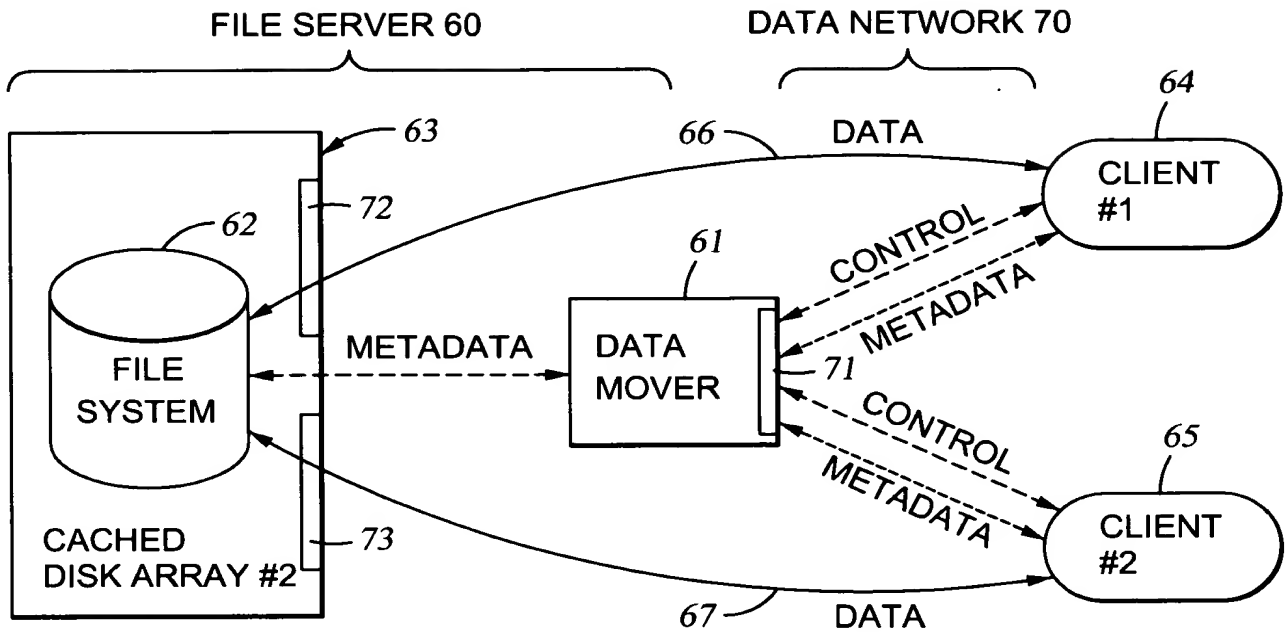 FILE SERVER 60
DATA NETWORK 70
64
63
66
DATA
CLIENT
#1
72
62
61
CONTROL
METADATA
METADATA
DATA
MOVER
71
FILE
SYSTEM
CONTROL
METADATA
65
CLIENT
#2
CACHED
DISK ARRAY #2
73
67
DATA